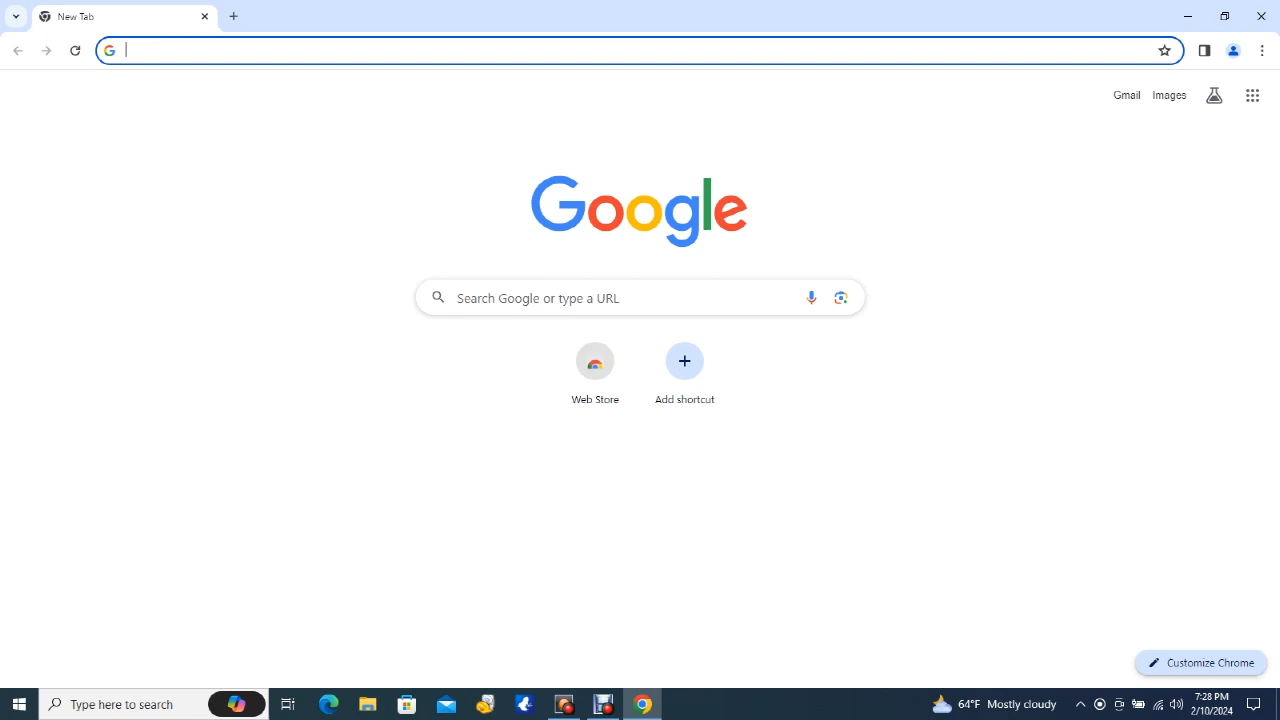 New Tab
Gmail Images
Google
Search Google or type a URL
Web Store Add shortcut
Customize Chrome
Type here to search
64°F Mostly cloudy
7:28 PM
2/10/2024